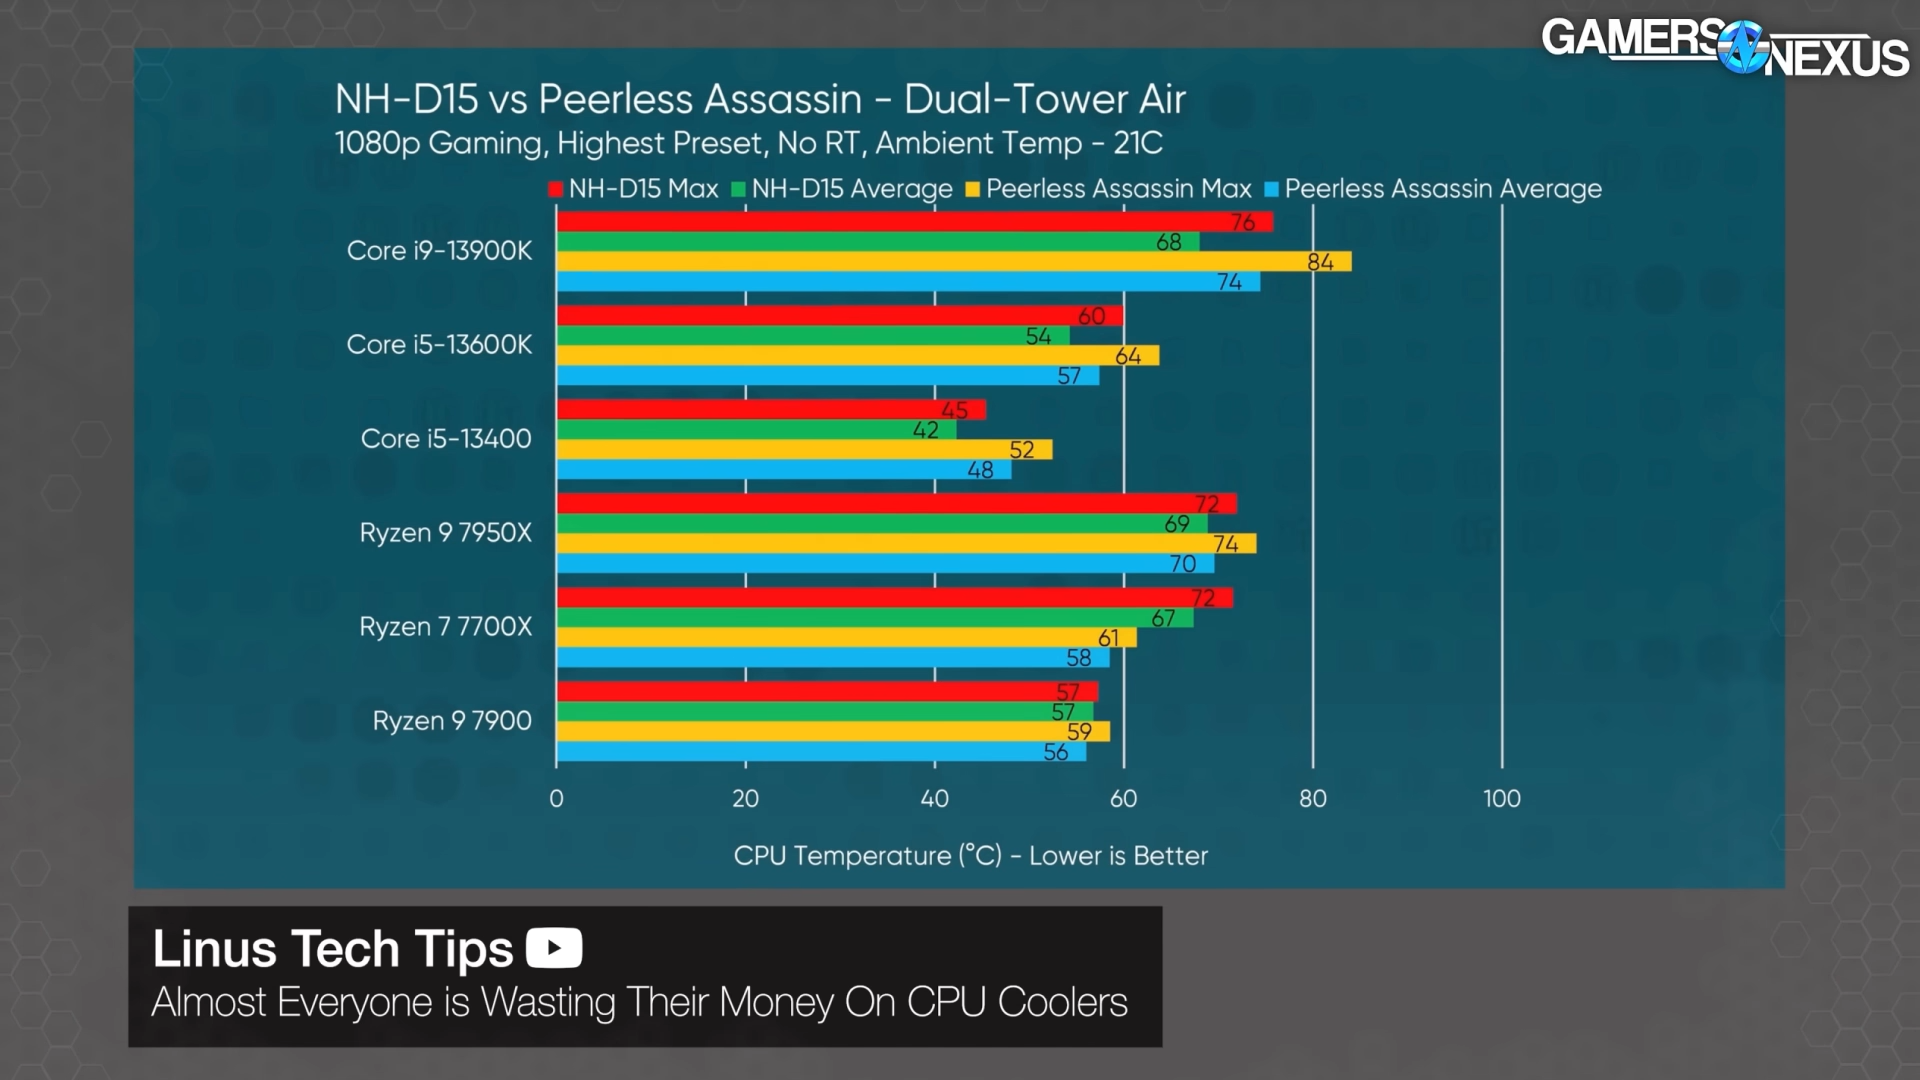 GAMERS NEXUS
NH-D15 vs Peerless Assassin - Dual-Tower Air
1080p Gaming, Highest Preset, No RT, Ambient Temp - 21C
NH-D15 Max NH-D15 Average Peerless Assassin Max Peerless Assassin Average
Core i9-13900K
76
68
84
74
Core i5-13600K
60
54
64
57
Core i5-13400
45
42
52
48
Ryzen 9 7950X
72
69
74
70
Ryzen 7 7700X
72
67
61
58
Ryzen 9 7900
57
57
59
56
0 20 40 60 80 100
CPU Temperature (°C) - Lower is Better
Linus Tech Tips
Almost Everyone is Wasting Their Money On CPU Coolers